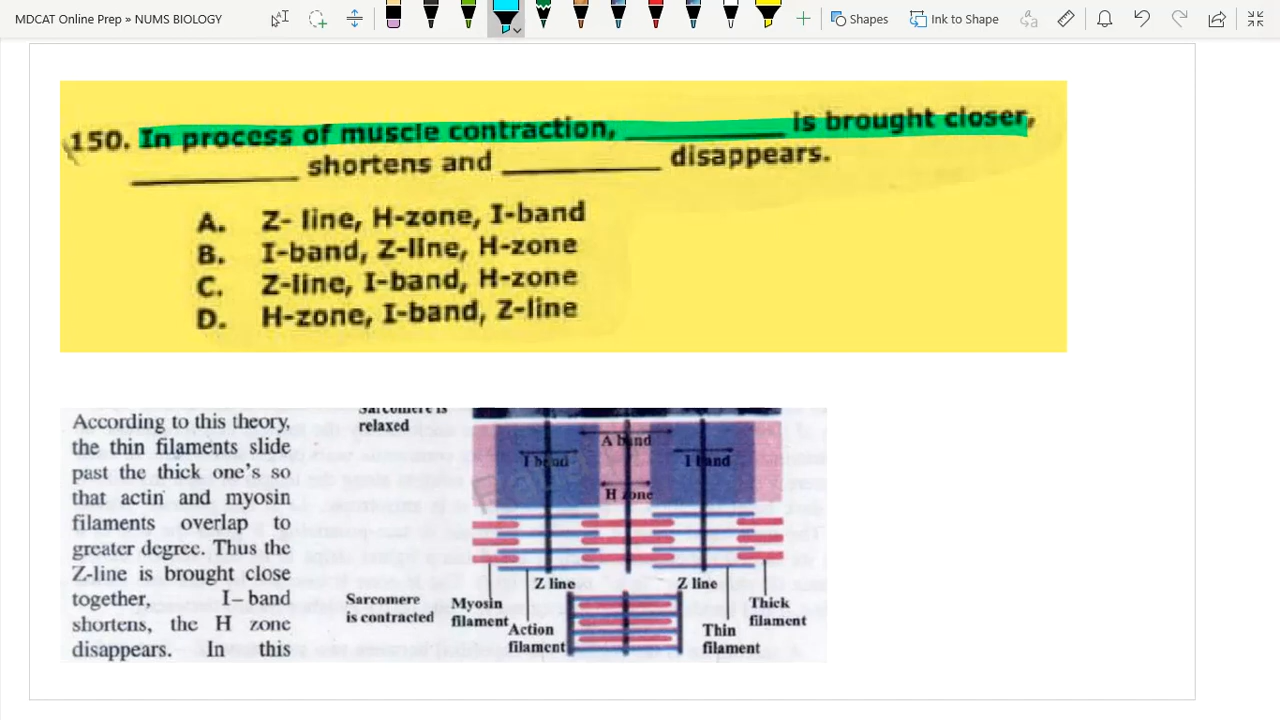 MDCAT Online Prep » NUMS BIOLOGY
Shapes
Ink to Shape
150. In process of muscle contraction, __________ is brought closer,
__________ shortens and __________ disappears.
A. Z- line, H-zone, I-band
B. I-band, Z-line, H-zone
C. Z-line, I-band, H-zone
D. H-zone, I-band, Z-line
According to this theory,
the thin filaments slide
past the thick one's so
that actin and myosin
filaments overlap to
greater degree. Thus the
Z-line is brought close
together, I– band
shortens, the H zone
disappears. In this
Sarcomere is
relaxed
A band
I band
I band
H zone
Z line
Z line
Sarcomere
is contracted
Myosin
filament
Action
filament
Thin
filament
Thick
filament